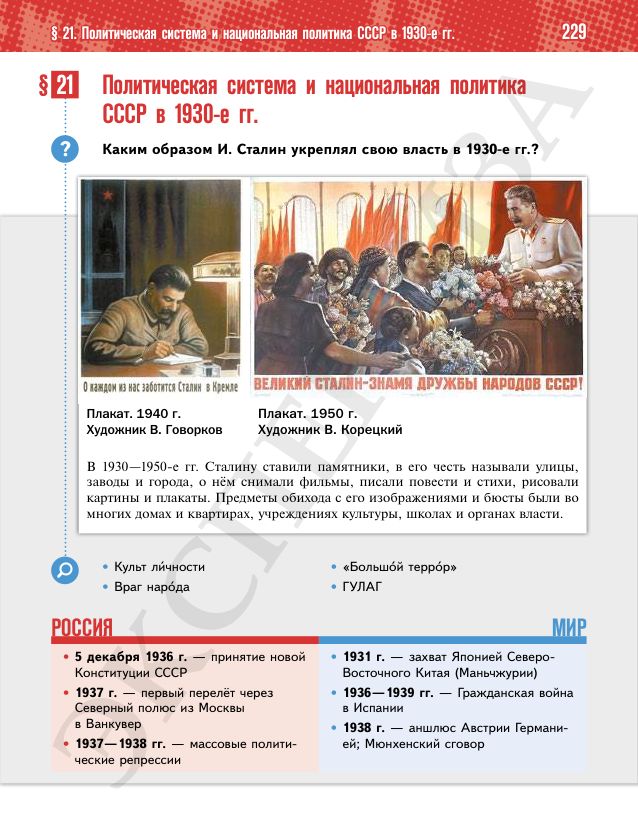 § 21. Политическая система и национальная политика СССР в 1930-е гг.
229
§ 21
Политическая система и национальная политика
СССР в 1930-е гг.
?
Каким образом И. Сталин укреплял свою власть в 1930-е гг.?
О каждом из нас заботится Сталин в Кремле
ВЕЛИКИЙ СТАЛИН–ЗНАМЯ ДРУЖБЫ НАРОДОВ СССР!
Плакат. 1940 г.
Художник В. Говорков
Плакат. 1950 г.
Художник В. Корецкий
В 1930—1950-е гг. Сталину ставили памятники, в его честь называли улицы,
заводы и города, о нём снимали фильмы, писали повести и стихи, рисовали
картины и плакаты. Предметы обихода с его изображениями и бюсты были во
многих домах и квартирах, учреждениях культуры, школах и органах власти.
• Культ ли́чности
• Враг наро́да
• «Большо́й терро́р»
• ГУЛАГ
РОССИЯ
• 5 декабря 1936 г. — принятие новой
Конституции СССР
• 1937 г. — первый перелёт через
Северный полюс из Москвы
в Ванкувер
• 1937—1938 гг. — массовые полити-
ческие репрессии
МИР
• 1931 г. — захват Японией Северо-
Восточного Китая (Маньчжурии)
• 1936—1939 гг. — Гражданская война
в Испании
• 1938 г. — аншлюс Австрии Германи-
ей; Мюнхенский сговор
ЭКСПЕРТИЗА